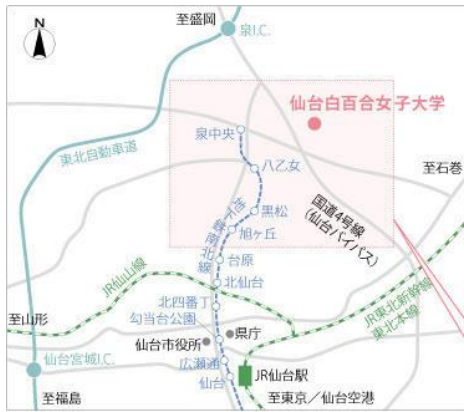 N
至盛岡
泉I.C.
仙台白百合女子大学
泉中央
東北自動車道
八乙女
至石巻
黒松
国道4号線
(仙台バイパス)
旭ヶ丘
地下鉄南北線
台原
JR仙山線
北仙台
JR東北新幹線
東北本線
北四番丁
至山形
勾当台公園
県庁
仙台市役所
仙台宮城I.C.
広瀬通
仙台
JR仙台駅
至福島
至東京/仙台空港